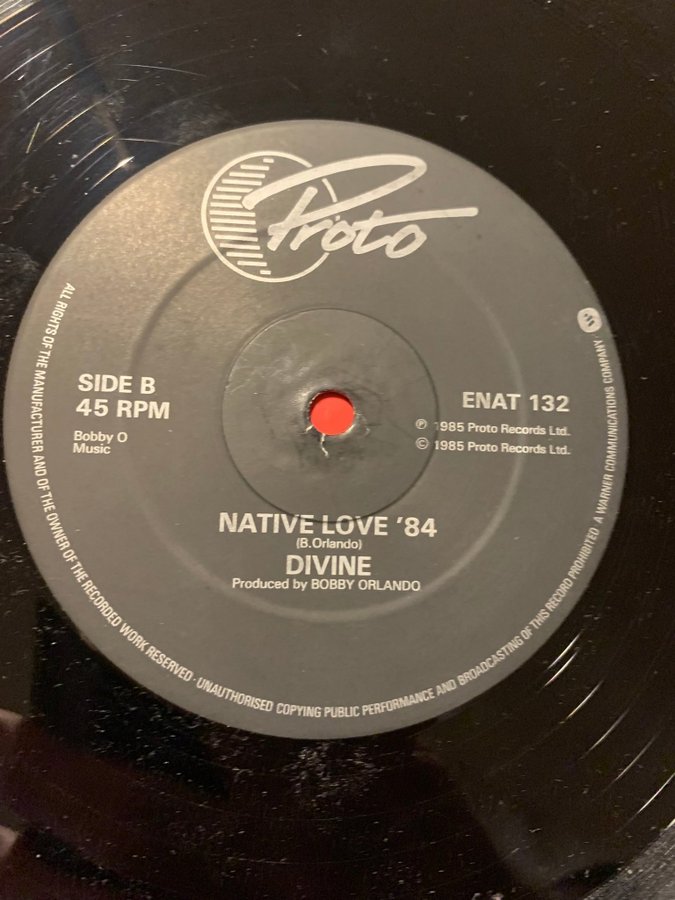 Proto
SIDE B
45 RPM
Bobby O
Music
ENAT 132
℗ 1985 Proto Records Ltd.
© 1985 Proto Records Ltd.
NATIVE LOVE '84
(B.Orlando)
DIVINE
Produced by BOBBY ORLANDO
ALL RIGHTS OF THE MANUFACTURER AND OF THE OWNER OF THE RECORDED WORK RESERVED · UNAUTHORISED COPYING PUBLIC PERFORMANCE AND BROADCASTING OF THIS RECORD PROHIBITED A WARNER COMMUNICATIONS COMPANY ·